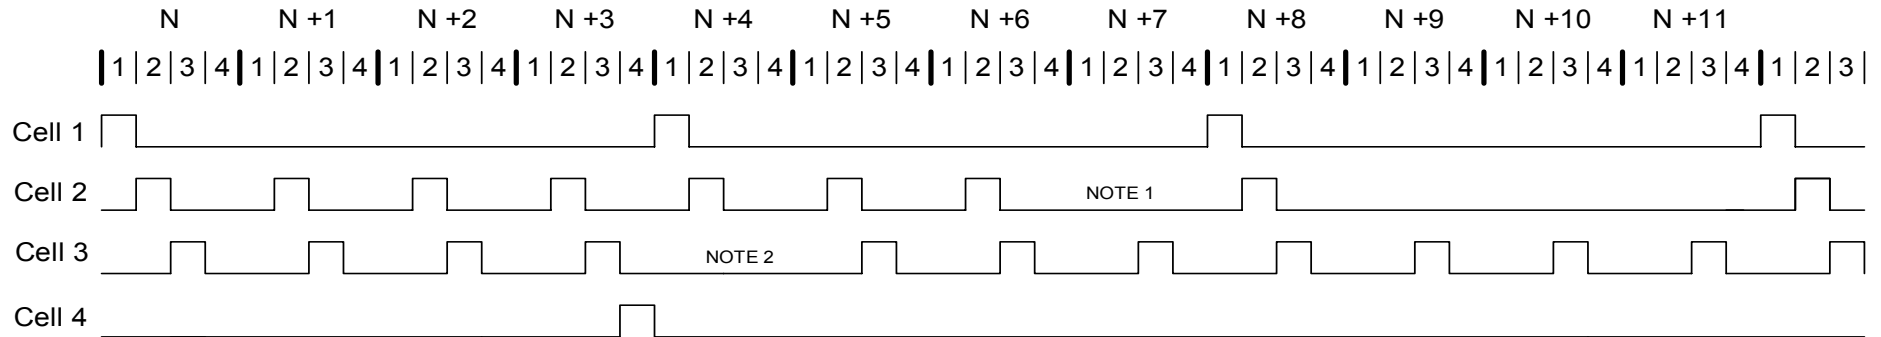 N N +1 N +2 N +3 N +4 N +5 N +6 N +7 N +8 N +9 N +10 N +11
1 2 3 4 1 2 3 4 1 2 3 4 1 2 3 4 1 2 3 4 1 2 3 4 1 2 3 4 1 2 3 4 1 2 3 4 1 2 3 4 1 2 3 4 1 2 3 4 1 2 3
Cell 1
Cell 2 NOTE 1
Cell 3 NOTE 2
Cell 4